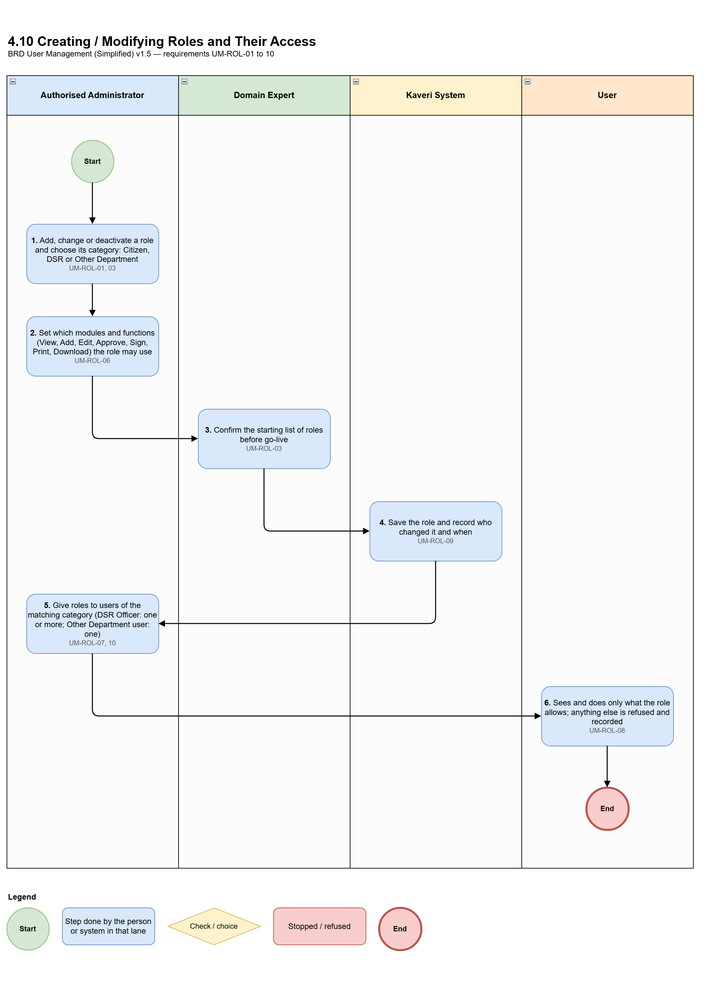 4.10 Creating / Modifying Roles and Their Access
BRD User Management (Simplified) v1.5 — requirements UM-ROL-01 to 10
Authorised Administrator
Domain Expert
Kaveri System
User
Start
1. Add, change or deactivate a role
and choose its category: Citizen,
DSR or Other Department
UM-ROL-01, 03
2. Set which modules and functions
(View, Add, Edit, Approve, Sign,
Print, Download) the role may use
UM-ROL-06
3. Confirm the starting list of roles
before go-live
UM-ROL-03
4. Save the role and record who
changed it and when
UM-ROL-09
5. Give roles to users of the
matching category (DSR Officer: one
or more; Other Department user:
one)
UM-ROL-07, 10
6. Sees and does only what the role
allows; anything else is refused and
recorded
UM-ROL-08
End
Legend
Start
Step done by the person
or system in that lane
Check / choice
Stopped / refused
End